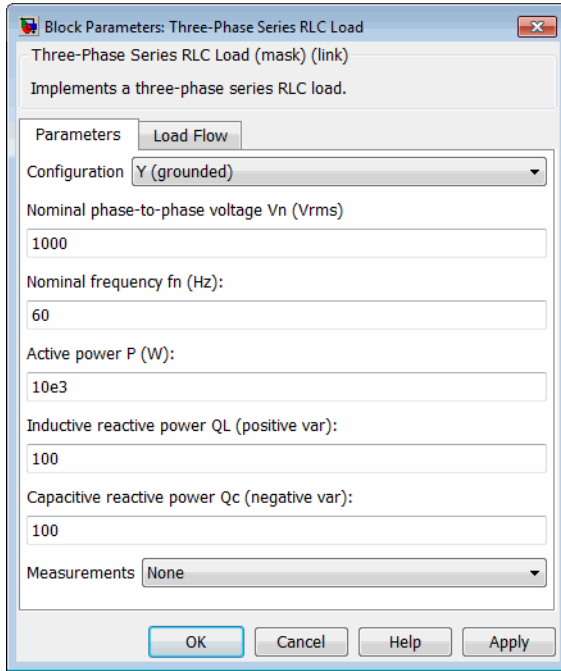 Block Parameters: Three-Phase Series RLC Load
Three-Phase Series RLC Load (mask) (link)
Implements a three-phase series RLC load.
Parameters Load Flow
Configuration Y (grounded)
Nominal phase-to-phase voltage Vn (Vrms)
1000
Nominal frequency fn (Hz):
60
Active power P (W):
10e3
Inductive reactive power QL (positive var):
100
Capacitive reactive power Qc (negative var):
100
Measurements None
OK Cancel Help Apply